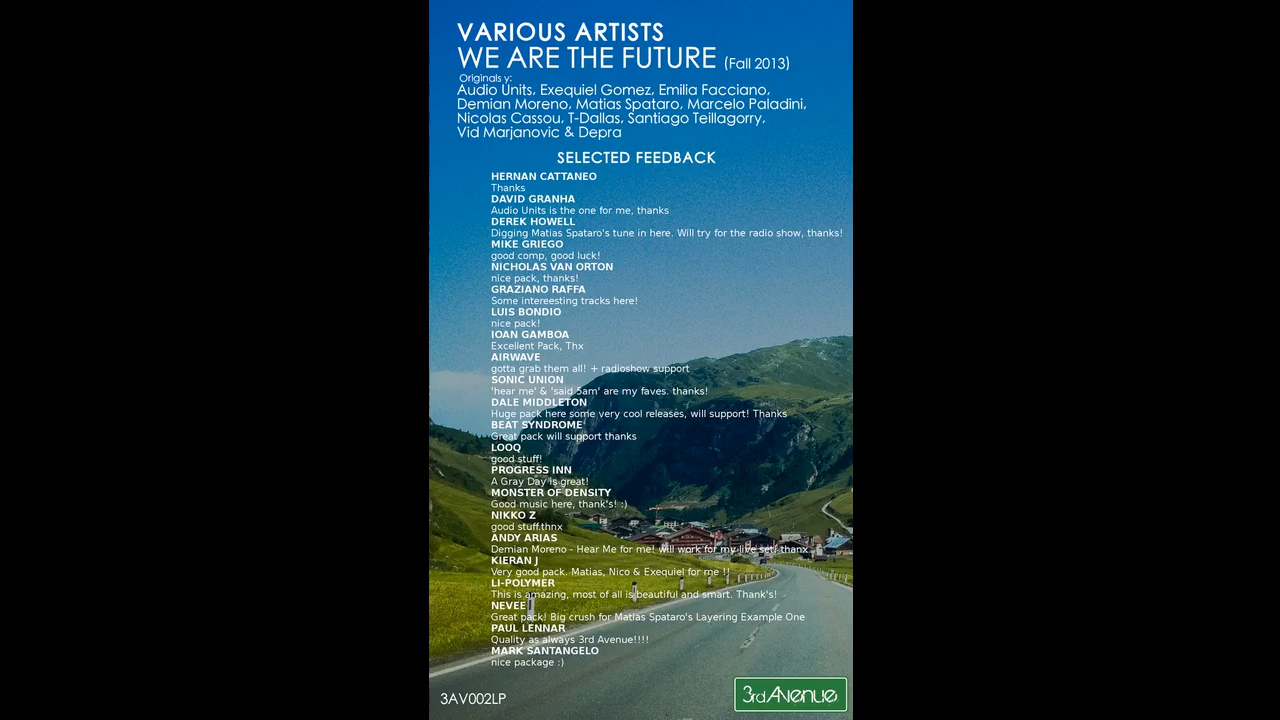 VARIOUS ARTISTS
WE ARE THE FUTURE (Fall 2013)
Originals y:
Audio Units, Exequiel Gomez, Emilia Facciano,
Demian Moreno, Matias Spataro, Marcelo Paladini,
Nicolas Cassou, T-Dallas, Santiago Teillagorry,
Vid Marjanovic & Depra
SELECTED FEEDBACK
HERNAN CATTANEO
Thanks
DAVID GRANHA
Audio Units is the one for me, thanks
DEREK HOWELL
Digging Matias Spataro's tune in here. Will try for the radio show, thanks!
MIKE GRIEGO
good comp, good luck!
NICHOLAS VAN ORTON
nice pack, thanks!
GRAZIANO RAFFA
Some intereesting tracks here!
LUIS BONDIO
nice pack!
IOAN GAMBOA
Excellent Pack, Thx
AIRWAVE
gotta grab them all! + radioshow support
SONIC UNION
'hear me' & 'said 5am' are my faves. thanks!
DALE MIDDLETON
Huge pack here some very cool releases, will support! Thanks
BEAT SYNDROME
Great pack will support thanks
LOOQ
good stuff!
PROGRESS INN
A Gray Day is great!
MONSTER OF DENSITY
Good music here, thank's! :)
NIKKO Z
good stuff.thnx
ANDY ARIAS
Demian Moreno - Hear Me for me! will work for my live set! thanx
KIERAN J
Very good pack. Matias, Nico & Exequiel for me !!
LI-POLYMER
This is amazing, most of all is beautiful and smart. Thank's!
NEVEE
Great pack! Big crush for Matias Spataro's Layering Example One
PAUL LENNAR
Quality as always 3rd Avenue!!!!
MARK SANTANGELO
nice package :)
3AV002LP
3rd Avenue